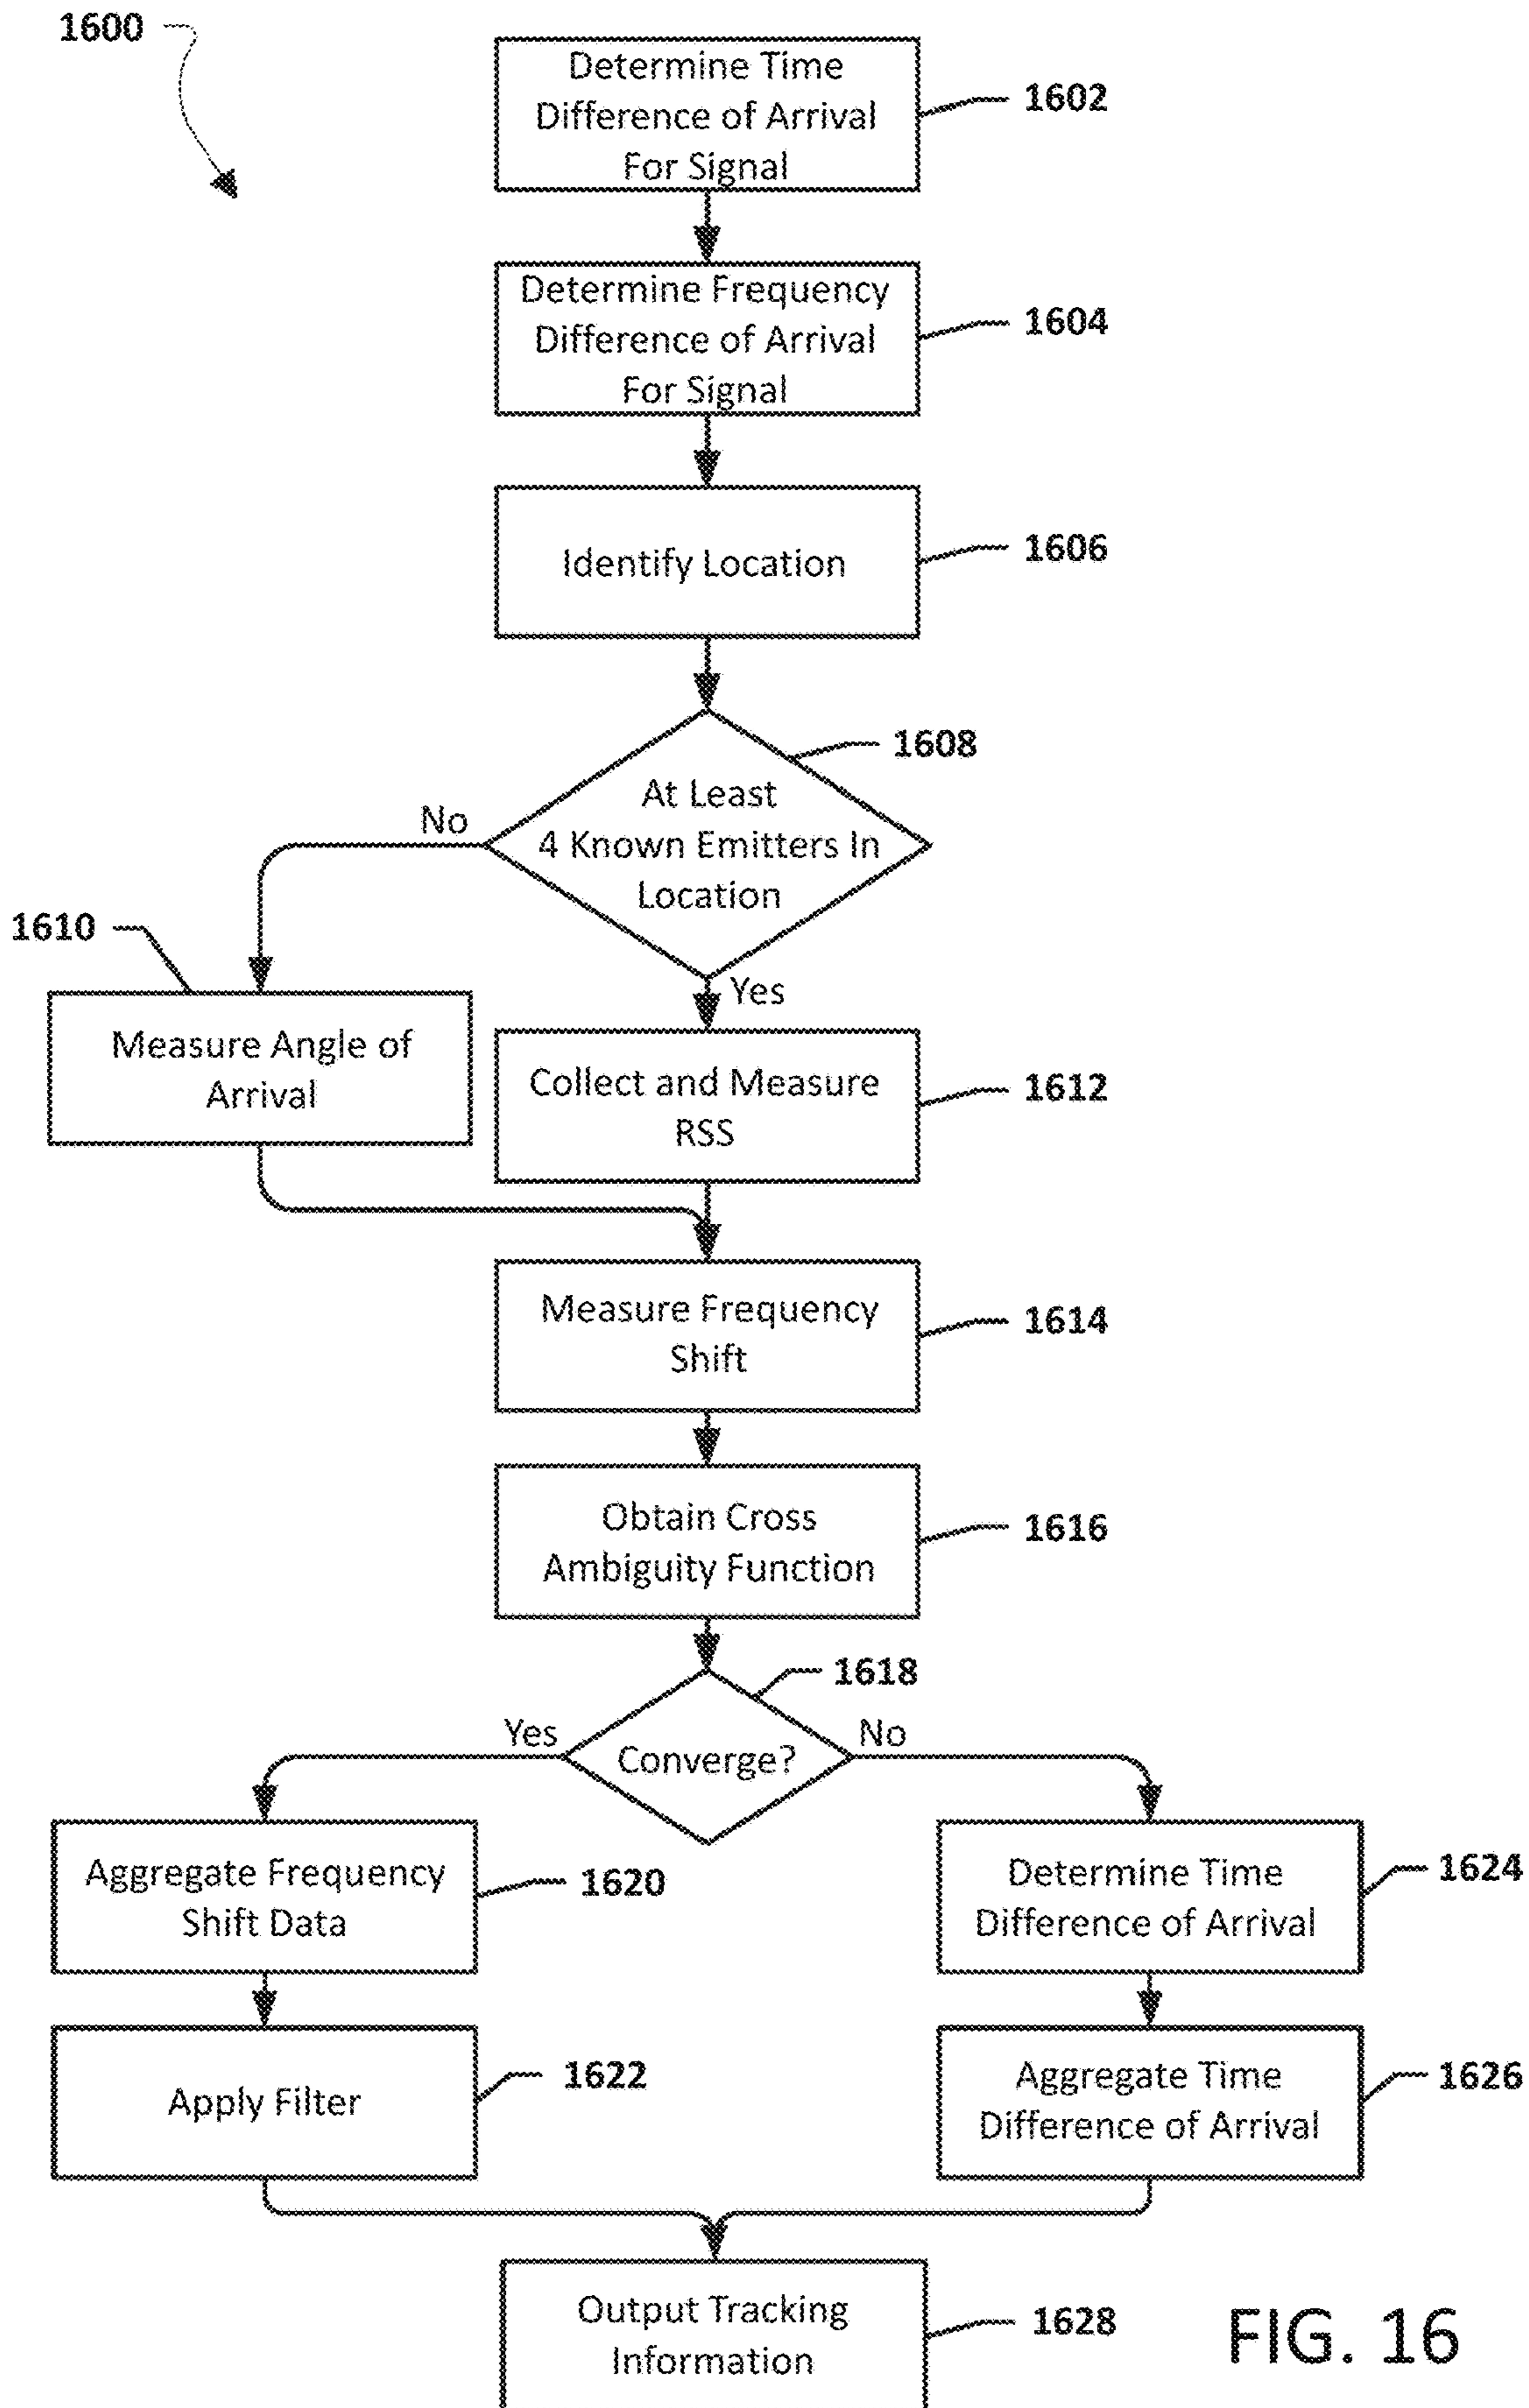 1600
Determine Time
Difference of Arrival
For Signal
1602
Determine Frequency
Difference of Arrival
For Signal
1604
Identify Location
1606
1608
At Least
4 Known Emitters In
Location
No
Yes
1610
Measure Angle of
Arrival
Collect and Measure
RSS
1612
Measure Frequency
Shift
1614
Obtain Cross
Ambiguity Function
1616
1618
Converge?
Yes
No
Aggregate Frequency
Shift Data
1620
Determine Time
Difference of Arrival
1624
Apply Filter
1622
Aggregate Time
Difference of Arrival
1626
Output Tracking
Information
1628
FIG. 16